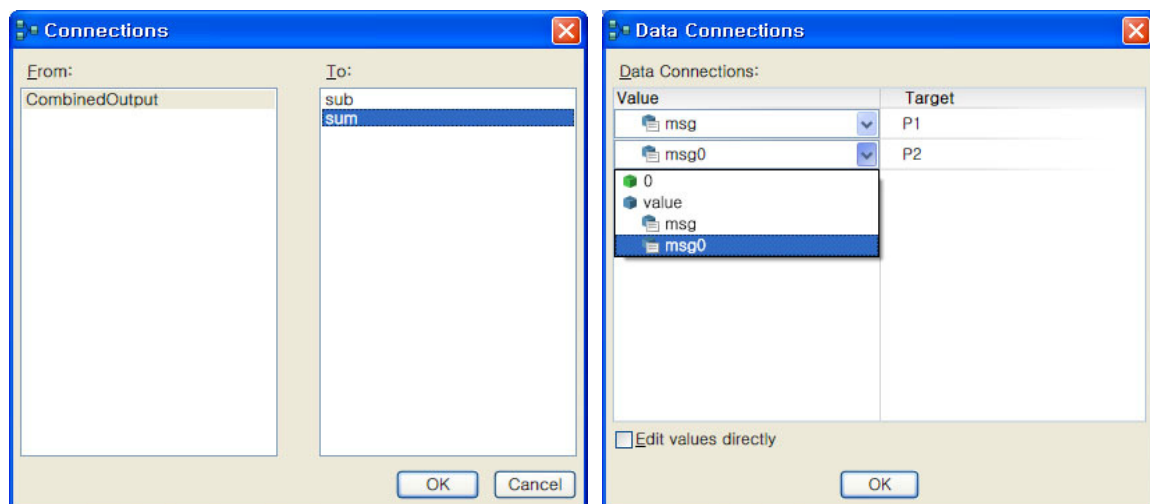 Connections
From:
To:
CombinedOutput
sub
sum
OK
Cancel
Data Connections
Data Connections:
Value
Target
msg
P1
msg0
P2
0
value
msg
msg0
Edit values directly
OK